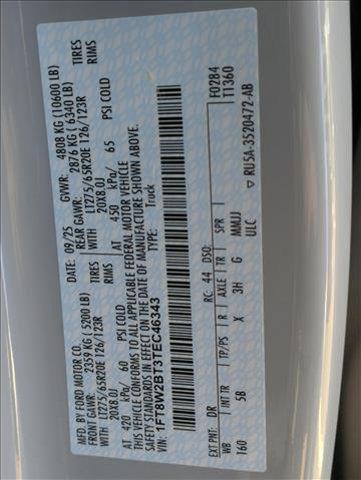 MFD. BY FORD MOTOR CO.
DATE: 09/25 GVWR: 4808 KG (10600 LB)
FRONT GAWR: 2359 KG ( 5200 LB) REAR GAWR: 2876 KG ( 6340 LB)
LT275/65R20E 126/123R TIRES WITH LT275/65R20E 126/123R TIRES
20X8.0J RIMS 20X8.0J RIMS
AT 420 kPa/ 60 PSI COLD AT 450 kPa/ 65 PSI COLD
THIS VEHICLE CONFORMS TO ALL APPLICABLE FEDERAL MOTOR VEHICLE
SAFETY STANDARDS IN EFFECT ON THE DATE OF MANUFACTURE SHOWN ABOVE.
VIN: 1FT8W2BT3TEC46343 TYPE: Truck
F0284
T1360
EXT PNT: DR RC: 44 DSO:
WB INT TR TP/PS R AXLE TR SPR
160 5B X 3H G MMUJ
ULC
▽ RU5A-3520472-AB